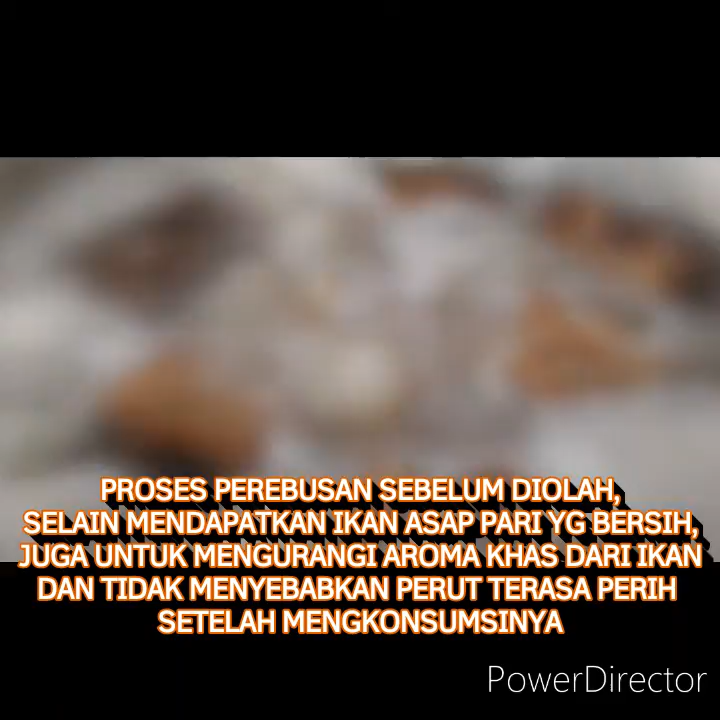 PROSES PEREBUSAN SEBELUM DIOLAH,
SELAIN MENDAPATKAN IKAN ASAP PARI YG BERSIH,
JUGA UNTUK MENGURANGI AROMA KHAS DARI IKAN
DAN TIDAK MENYEBABKAN PERUT TERASA PERIH
SETELAH MENGKONSUMSINYA
PowerDirector